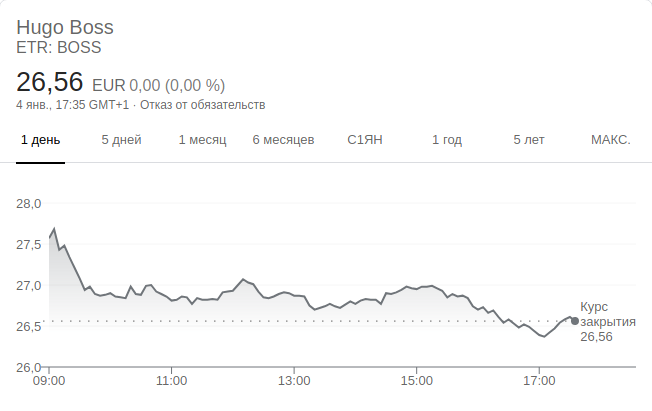 Hugo Boss
ETR: BOSS
26,56 EUR 0,00 (0,00 %)
4 янв., 17:35 GMT+1 · Отказ от обязательств
1 день 5 дней 1 месяц 6 месяцев С1ЯН 1 год 5 лет МАКС.
28,0
27,5
27,0
26,5
26,0
Курс
закрытия
26,56
09:00 11:00 13:00 15:00 17:00